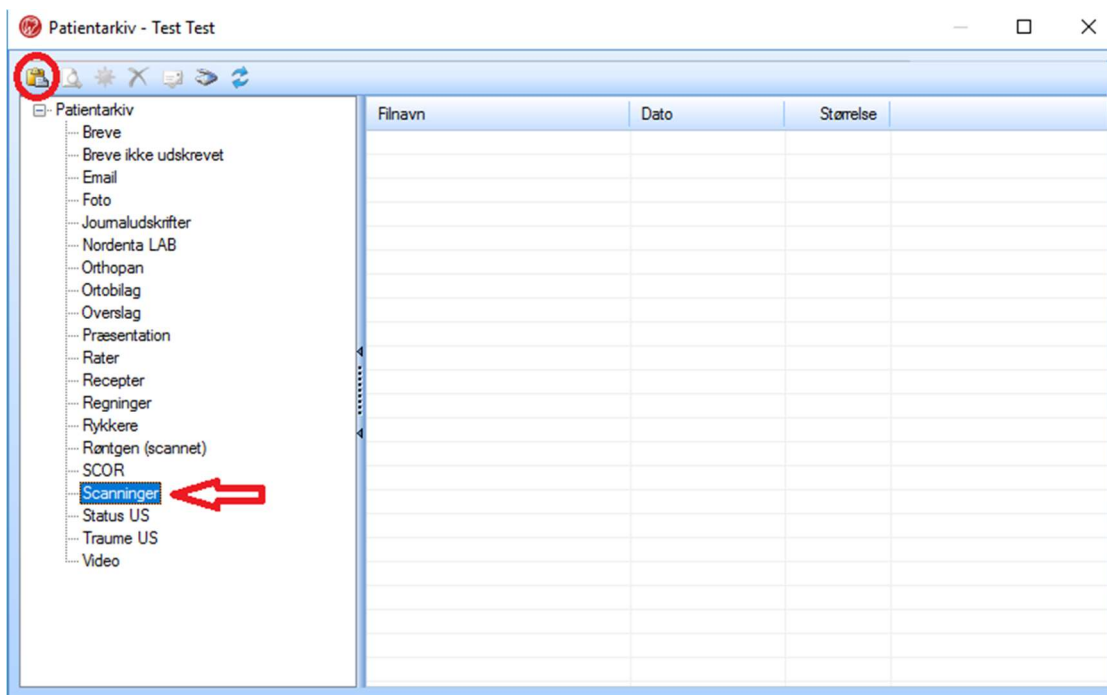 Patientarkiv - Test Test
Filnavn Dato Størrelse
Patientarkiv
Breve
Breve ikke udskrevet
Email
Foto
Journaludskrifter
Nordenta LAB
Orthopan
Ortobilag
Overslag
Præsentation
Rater
Recepter
Regninger
Rykkere
Røntgen (scannet)
SCOR
Scanninger
Status US
Traume US
Video